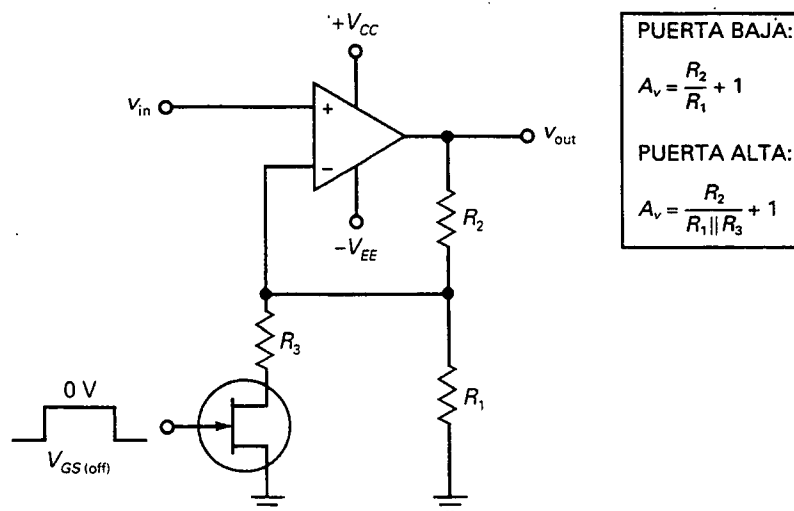 +V_CC
v_in
+
−
v_out
−V_EE
R_2
R_3
R_1
0 V
V_GS (off)
PUERTA BAJA:
A_v = R_2/R_1 + 1
PUERTA ALTA:
A_v = R_2/(R_1||R_3) + 1